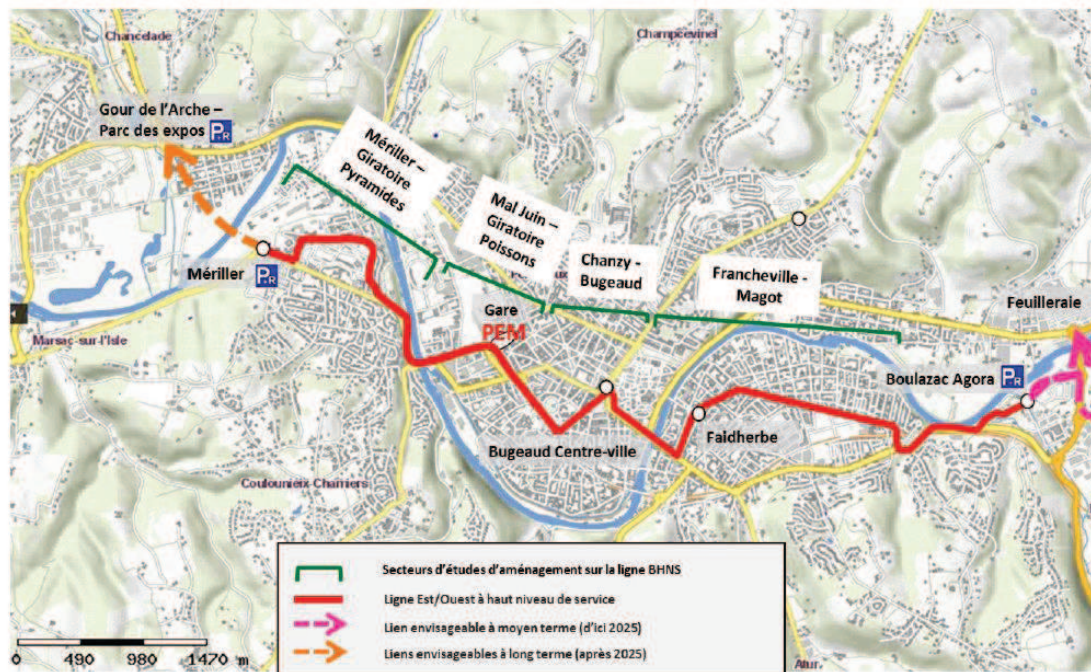 Chancelade
Champcevinel
Gour de l'Arche –
Parc des expos P R
Mériller –
Giratoire
Pyramides
Mal Juin –
Giratoire
Poissons
Chanzy -
Bugeaud
Francheville -
Magot
Mériller P R
Gare
PEM
Feuilleraie
Marsac-sur-l'Isle
Boulazac Agora P R
Faidherbe
Bugeaud Centre-ville
Coulounieix-Chamiers
Secteurs d'études d'aménagement sur la ligne BHNS
Ligne Est/Ouest à haut niveau de service
Lien envisageable à moyen terme (d'ici 2025)
Liens envisageables à long terme (après 2025)
0 490 980 1470 m
Atur